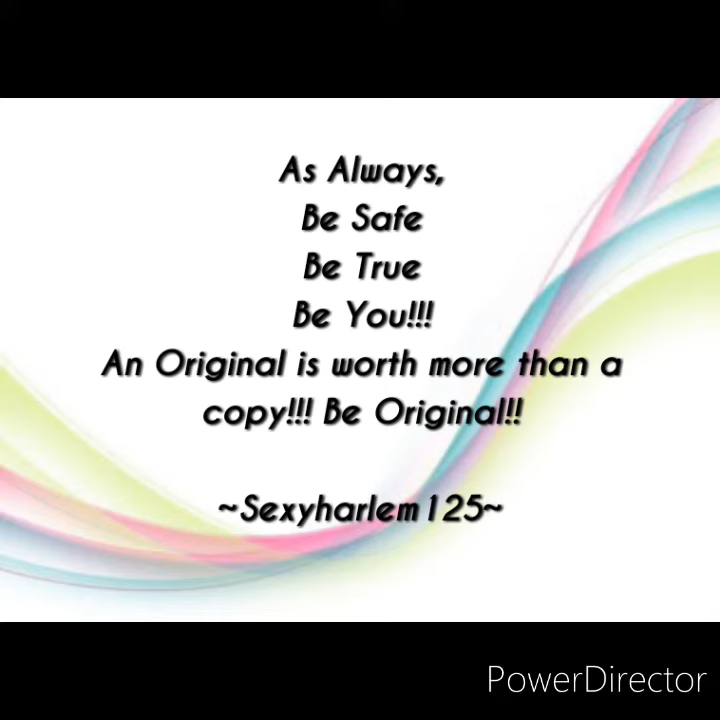 As Always,
Be Safe
Be True
Be You!!!
An Original is worth more than a
copy!!! Be Original!!
~Sexyharlem125~
PowerDirector